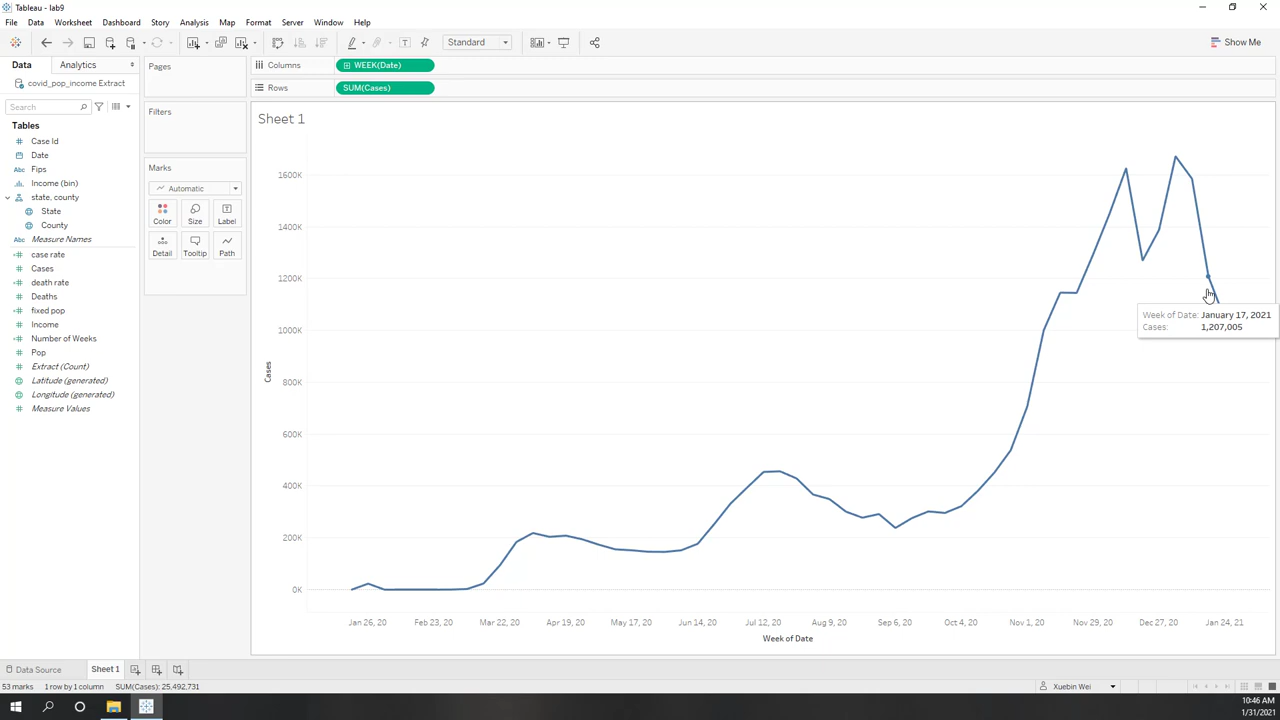 Tableau - lab9
File Data Worksheet Dashboard Story Analysis Map Format Server Window Help
Standard
Show Me
Data Analytics
covid_pop_income Extract
Search
Tables
Case Id
Date
Abc Fips
Income (bin)
state, county
State
County
Abc Measure Names
case rate
Cases
death rate
Deaths
fixed pop
Income
Number of Weeks
Pop
Extract (Count)
Latitude (generated)
Longitude (generated)
Measure Values
Pages
Filters
Marks
Automatic
Color Size Label
Detail Tooltip Path
Columns WEEK(Date)
Rows SUM(Cases)
Sheet 1
1600K
1400K
1200K
1000K
800K
600K
400K
200K
0K
Cases
Jan 26, 20 Feb 23, 20 Mar 22, 20 Apr 19, 20 May 17, 20 Jun 14, 20 Jul 12, 20 Aug 9, 20 Sep 6, 20 Oct 4, 20 Nov 1, 20 Nov 29, 20 Dec 27, 20 Jan 24, 21
Week of Date
Week of Date: January 17, 2021
Cases: 1,207,005
Data Source Sheet 1
53 marks 1 row by 1 column SUM(Cases): 25,492,731
Xuebin Wei
10:46 AM
1/31/2021